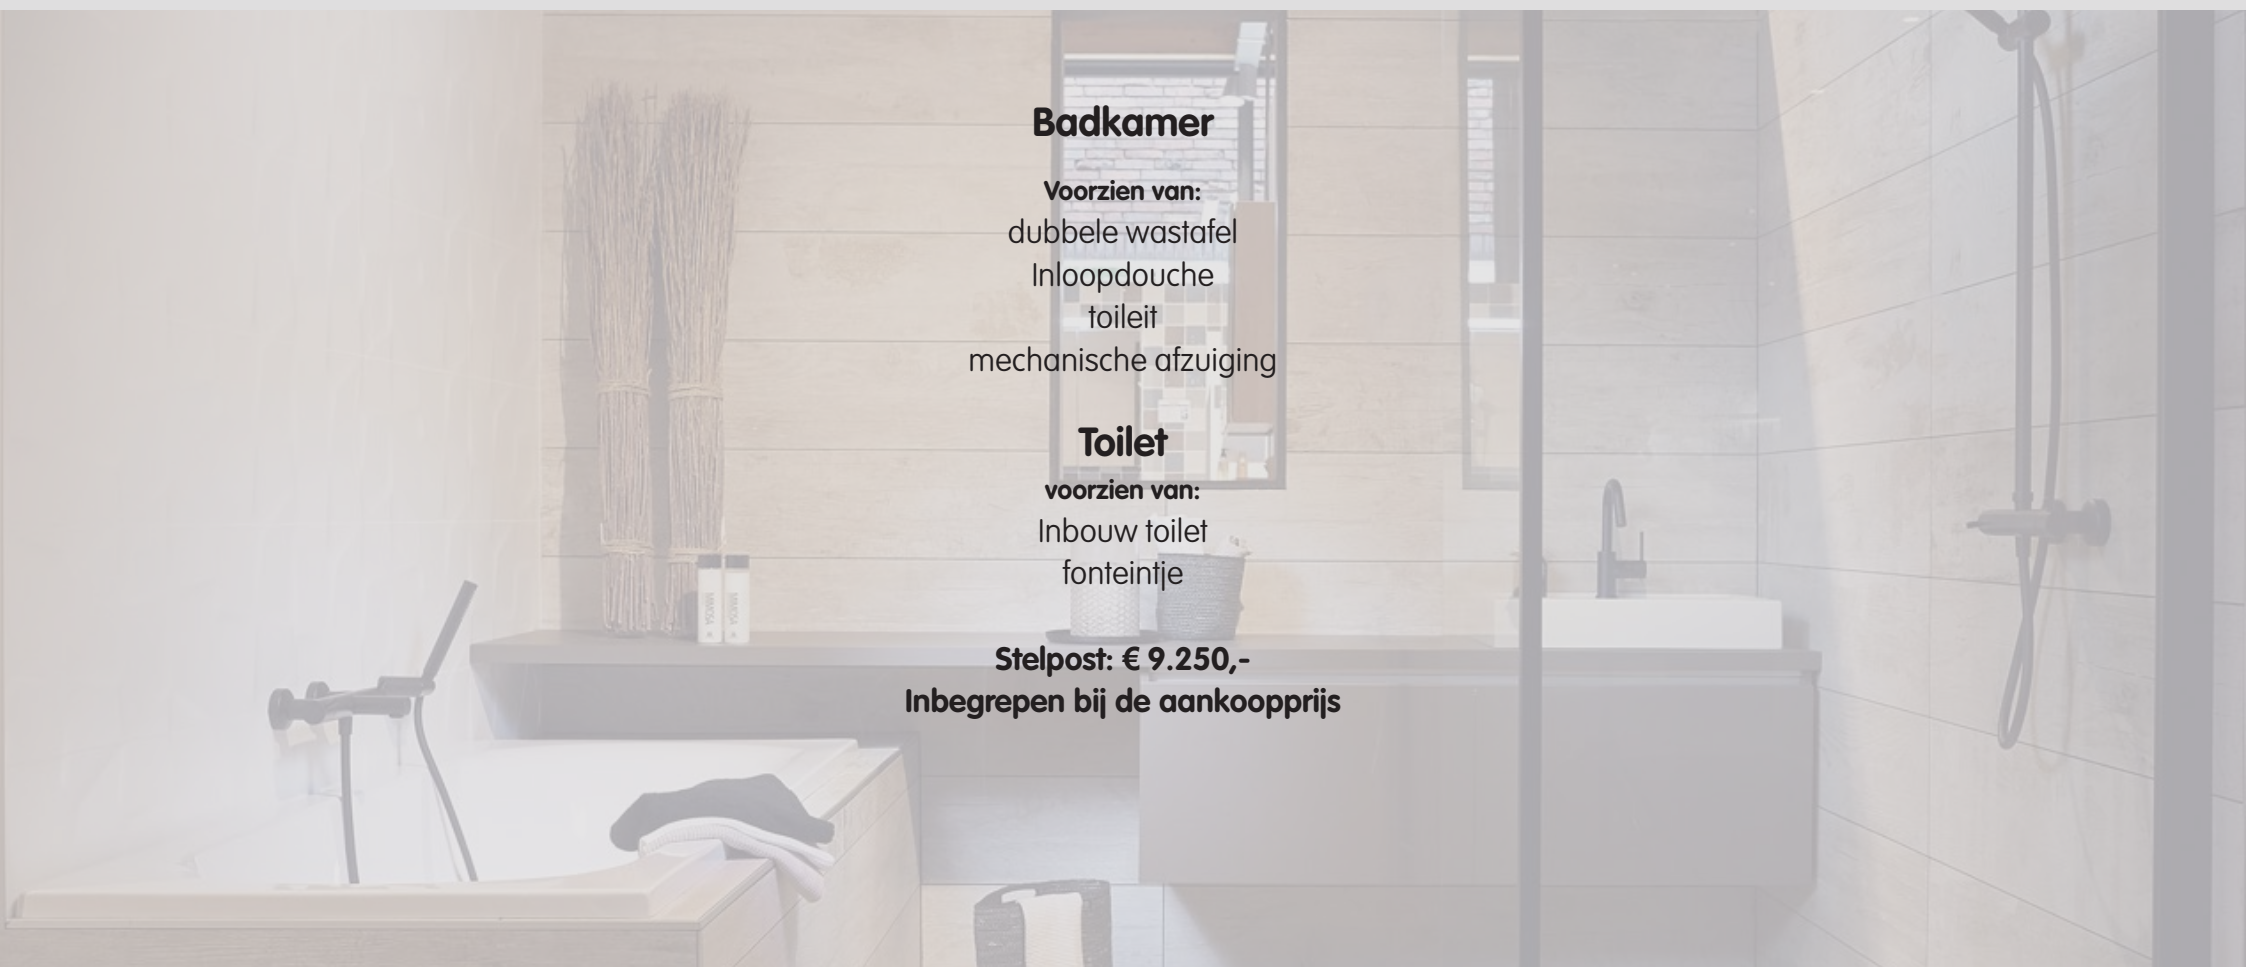 Badkamer
Voorzien van:
dubbele wastafel
Inloopdouche
toileit
mechanische afzuiging
Toilet
voorzien van:
Inbouw toilet
fonteintje
Stelpost: € 9.250,-
Inbegrepen bij de aankoopprijs